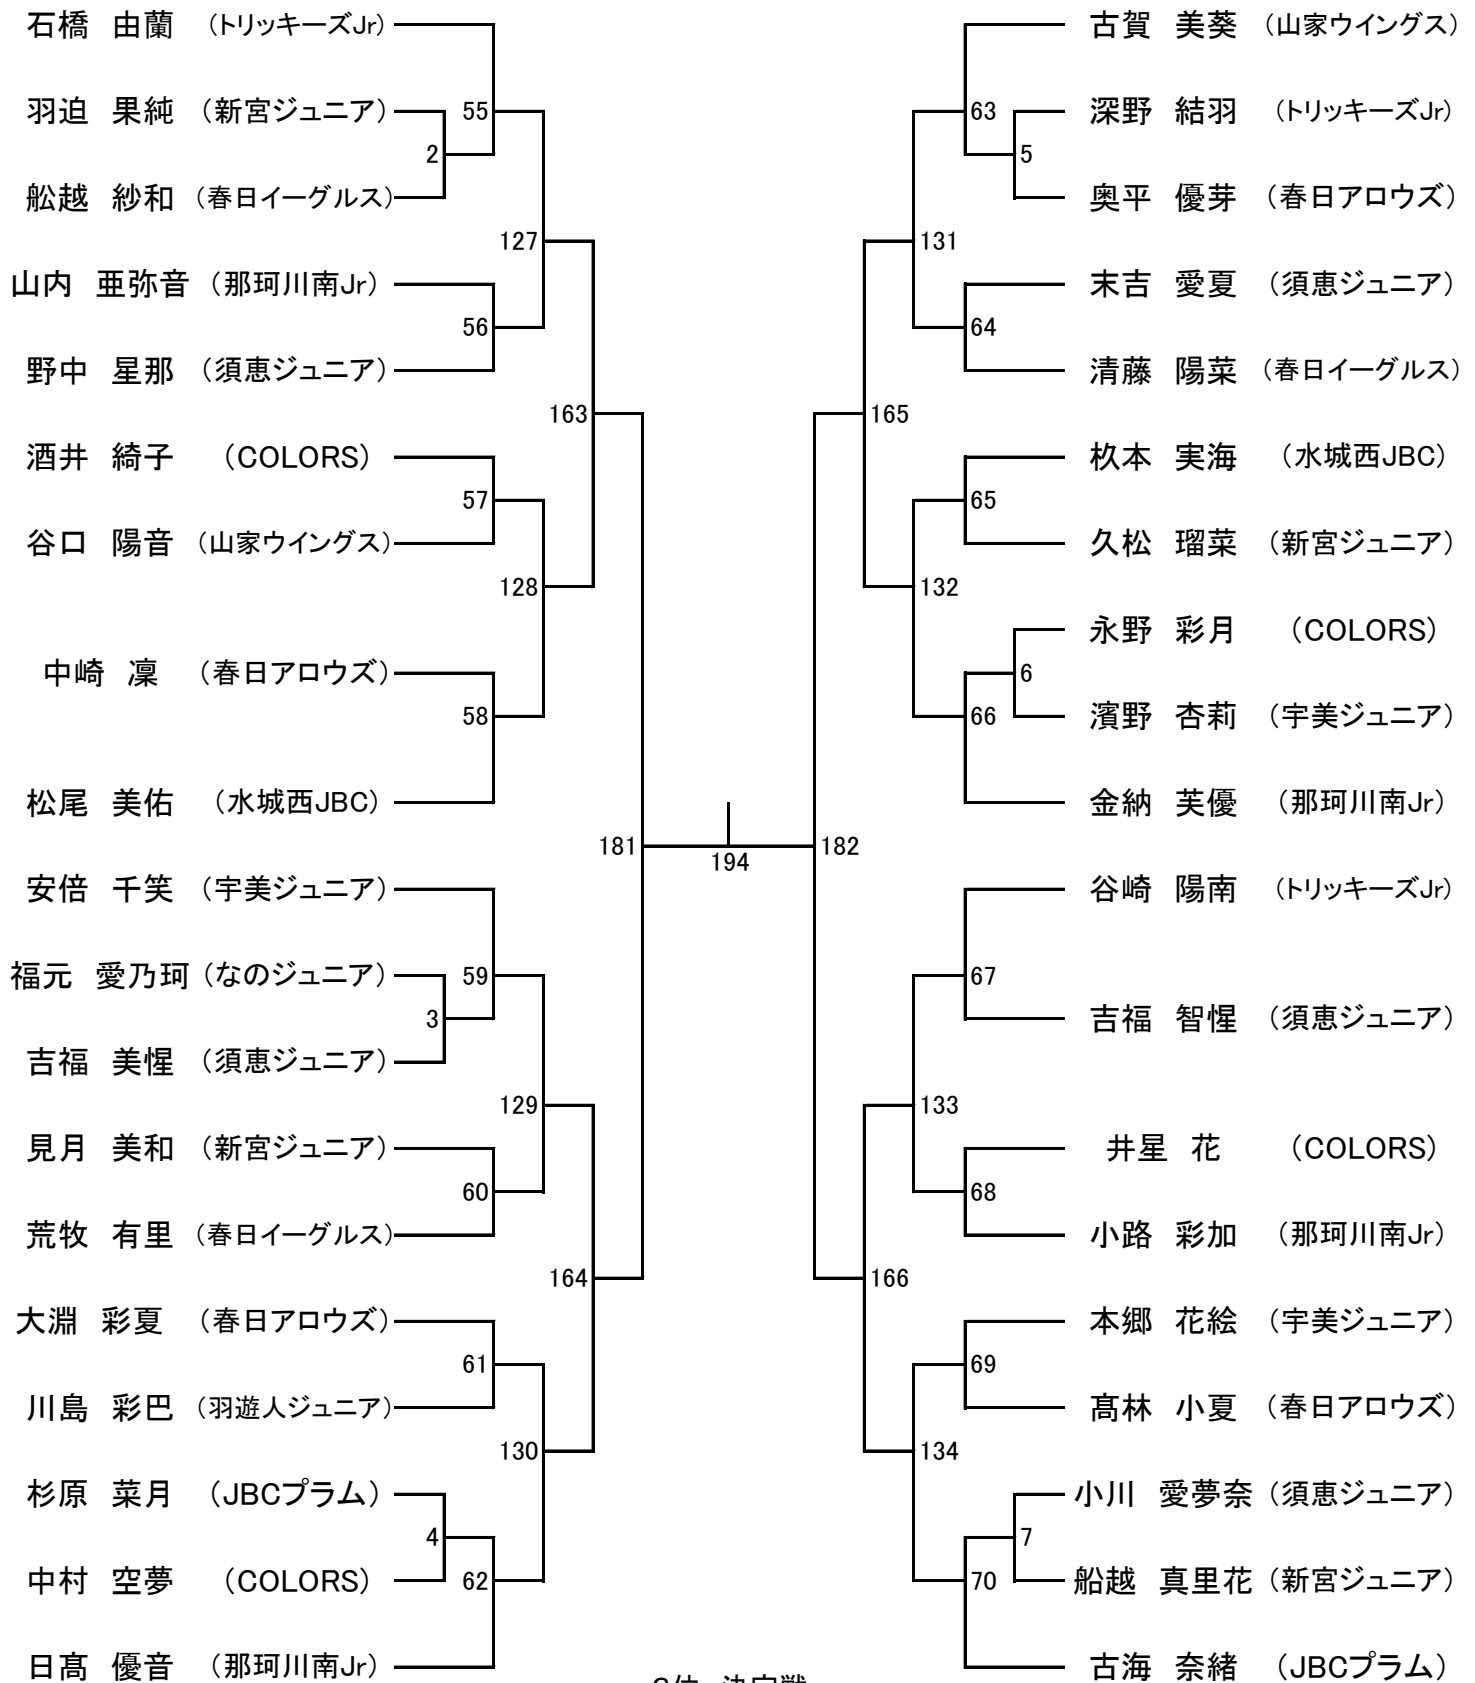 石橋 由蘭 (トリッキーズJr)
55
羽迫 果純 (新宮ジュニア)
2
舩越 紗和 (春日イーグルス)
127
山内 亜弥音 (那珂川南Jr)
56
野中 星那 (須恵ジュニア)
163
酒井 綺子 (COLORS)
57
谷口 陽音 (山家ウイングス)
128
中崎 凜 (春日アロウズ)
58
松尾 美佑 (水城西JBC)
181
安倍 千笑 (宇美ジュニア)
福元 愛乃珂 (なのジュニア)
59
3
吉福 美惺 (須恵ジュニア)
129
見月 美和 (新宮ジュニア)
60
荒牧 有里 (春日イーグルス)
164
大淵 彩夏 (春日アロウズ)
61
川島 彩巴 (羽遊人ジュニア)
130
杉原 菜月 (JBCプラム)
4
中村 空夢 (COLORS)
62
日髙 優音 (那珂川南Jr)
194
古賀 美葵 (山家ウイングス)
63
深野 結羽 (トリッキーズJr)
5
奥平 優芽 (春日アロウズ)
131
末吉 愛夏 (須恵ジュニア)
64
清藤 陽菜 (春日イーグルス)
165
杦本 実海 (水城西JBC)
65
久松 瑠菜 (新宮ジュニア)
132
永野 彩月 (COLORS)
6
濱野 杏莉 (宇美ジュニア)
66
金納 芙優 (那珂川南Jr)
182
谷崎 陽南 (トリッキーズJr)
67
吉福 智惺 (須恵ジュニア)
133
井星 花 (COLORS)
68
小路 彩加 (那珂川南Jr)
166
本郷 花絵 (宇美ジュニア)
69
髙林 小夏 (春日アロウズ)
134
小川 愛夢奈 (須恵ジュニア)
7
船越 真里花 (新宮ジュニア)
70
古海 奈緒 (JBCプラム)